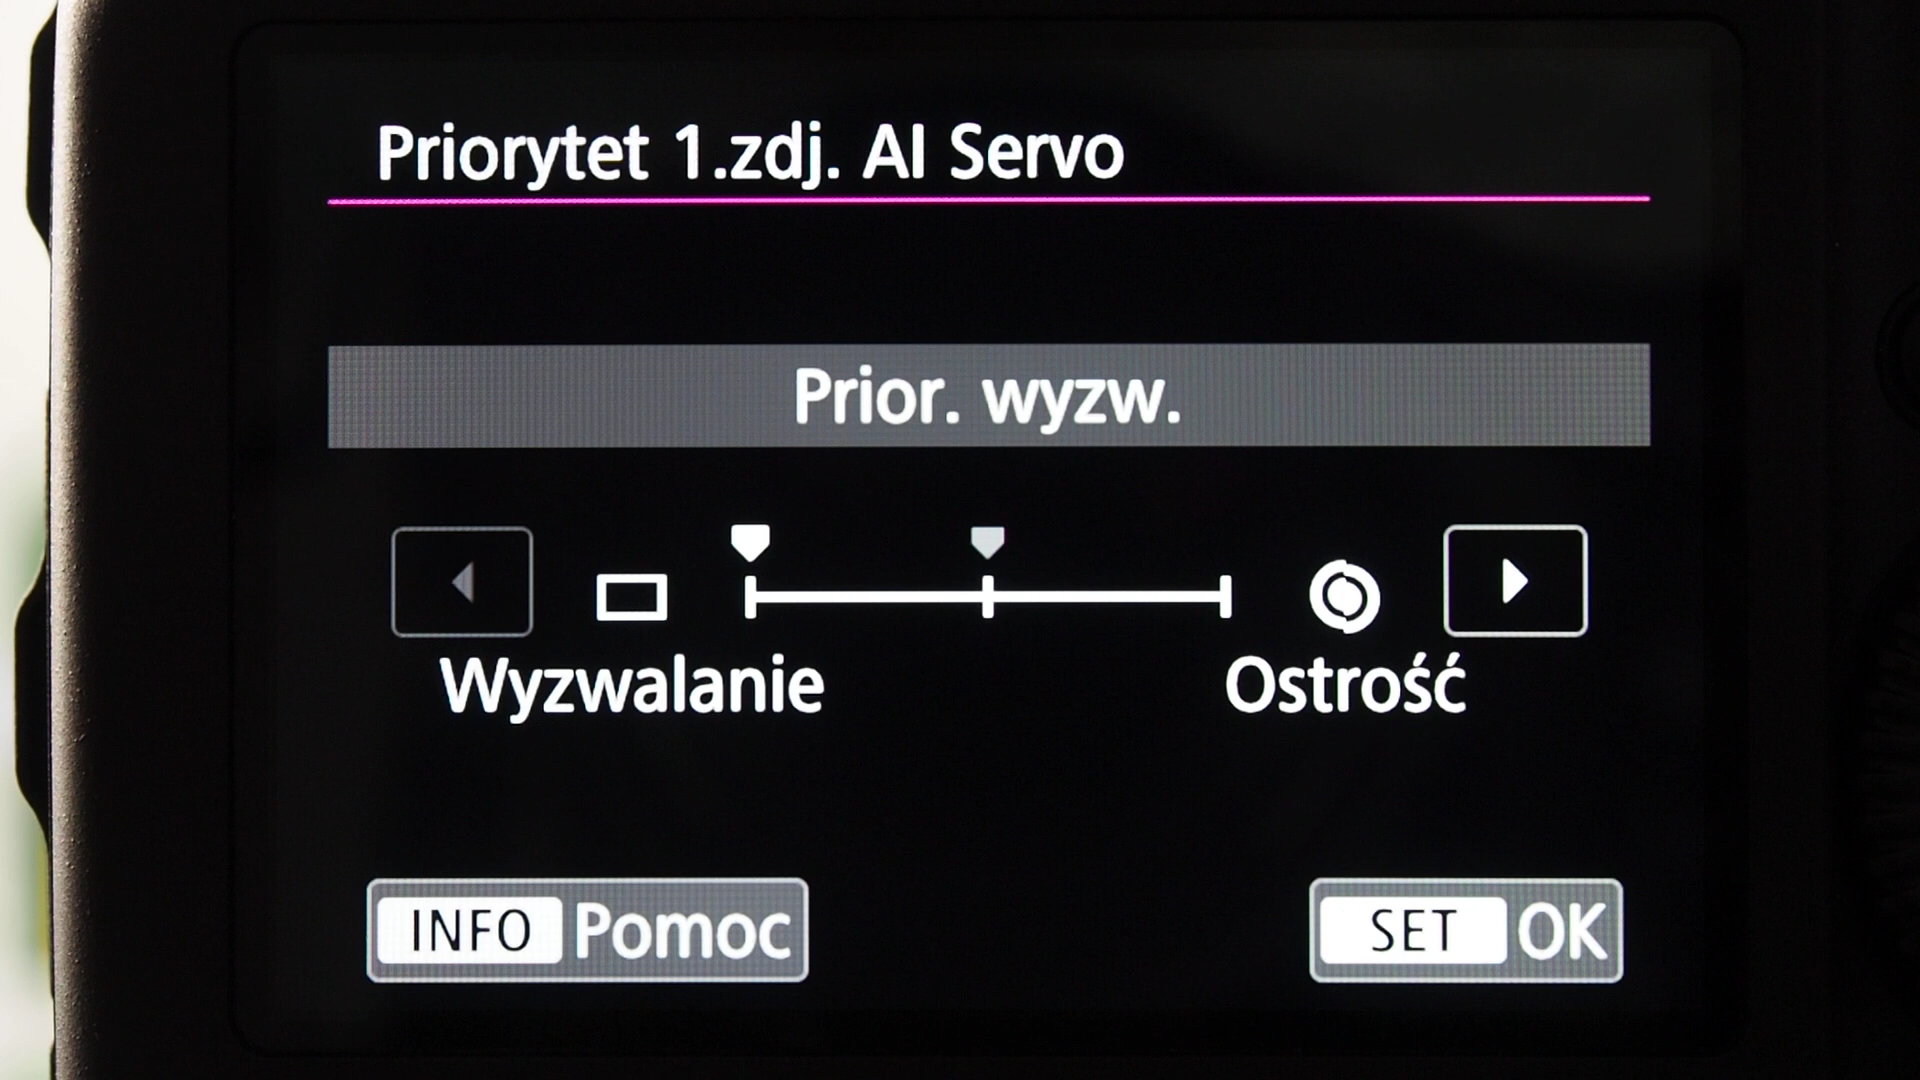 Priorytet 1.zdj. AI Servo
Prior. wyzw.
Wyzwalanie
Ostrość
INFO Pomoc
SET OK